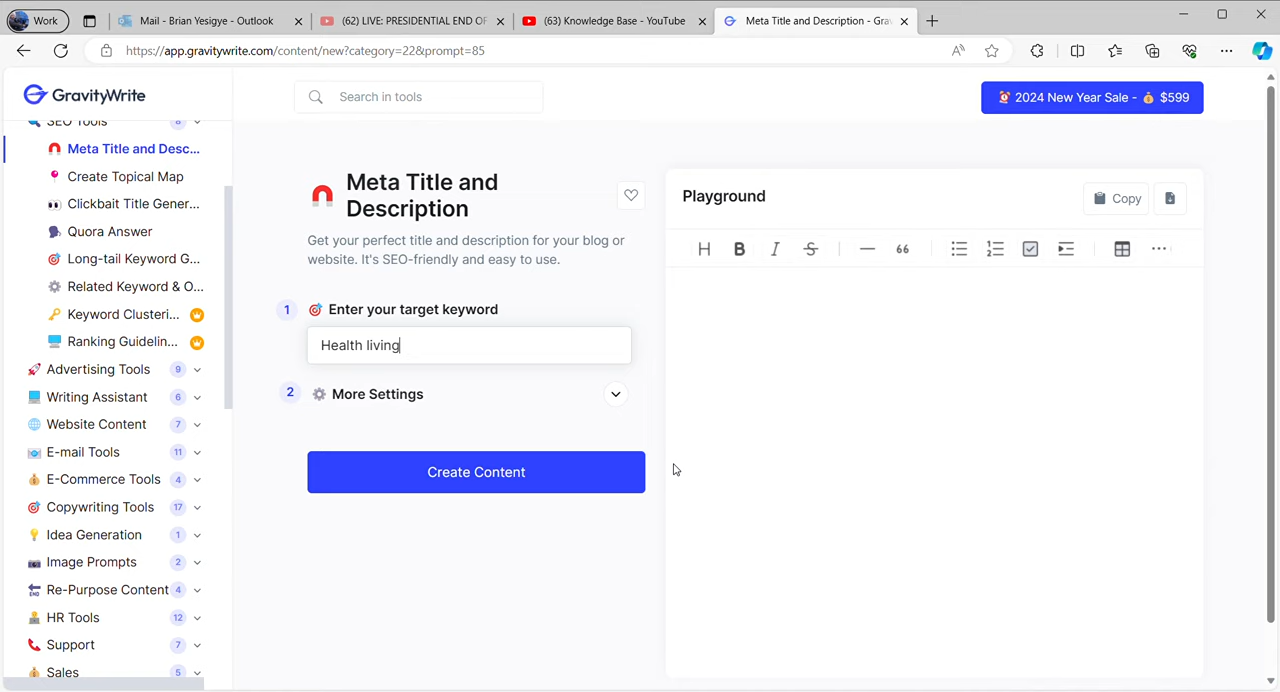 Work
Mail - Brian Yesigye - Outlook
(62) LIVE: PRESIDENTIAL END OF
(63) Knowledge Base - YouTube
Meta Title and Description - Grav
https://app.gravitywrite.com/content/new?category=22&prompt=85
GravityWrite
Search in tools
2024 New Year Sale - $599
SEO Tools 8
Meta Title and Desc...
Create Topical Map
Clickbait Title Gener...
Quora Answer
Long-tail Keyword G...
Related Keyword & O...
Keyword Clusteri...
Ranking Guidelin...
Advertising Tools 9
Writing Assistant 6
Website Content 7
E-mail Tools 11
E-Commerce Tools 4
Copywriting Tools 17
Idea Generation 1
Image Prompts 2
Re-Purpose Content 4
HR Tools 12
Support 7
Sales 5
Meta Title and
Description
Get your perfect title and description for your blog or
website. It's SEO-friendly and easy to use.
1 Enter your target keyword
Health living
2 More Settings
Create Content
Playground
Copy